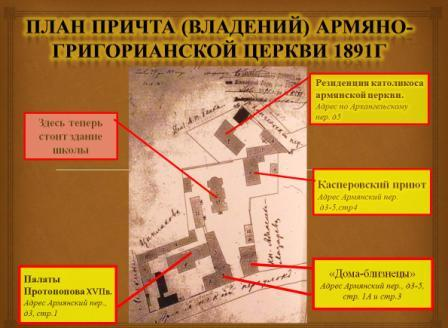 ПЛАН ПРИЧТА (ВЛАДЕНИЙ) АРМЯНО-
ГРИГОРИАНСКОЙ ЦЕРКВИ 1891Г
Резиденция католикоса
армянской церкви.
Адрес по Архангельскому
пер. д5
Здесь теперь
стоит здание
школы
Касперовский приют
Адрес Армянский пер.
д3-5,стр4
Палаты
Протопопова XVIIв.
Адрес Армянский пер.,
д3, стр.1
«Дома-близнецы»
Адрес Армянский пер., д3-5,
стр. 1А и стр.3